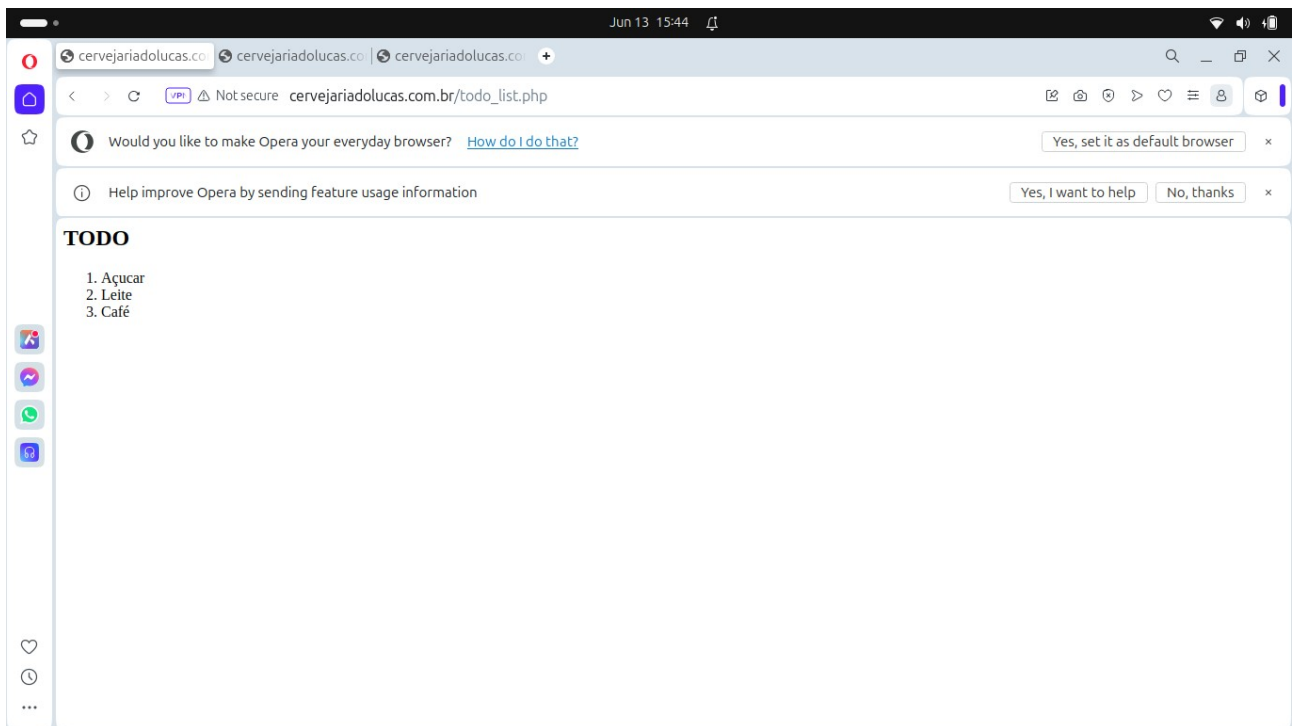 Jun 13 15:44
cervejariadolucas.co cervejariadolucas.co cervejariadolucas.co +
VPN Not secure cervejariadolucas.com.br/todo_list.php
Would you like to make Opera your everyday browser? How do I do that? Yes, set it as default browser ×
Help improve Opera by sending feature usage information Yes, I want to help No, thanks ×
TODO
1. Açucar
2. Leite
3. Café